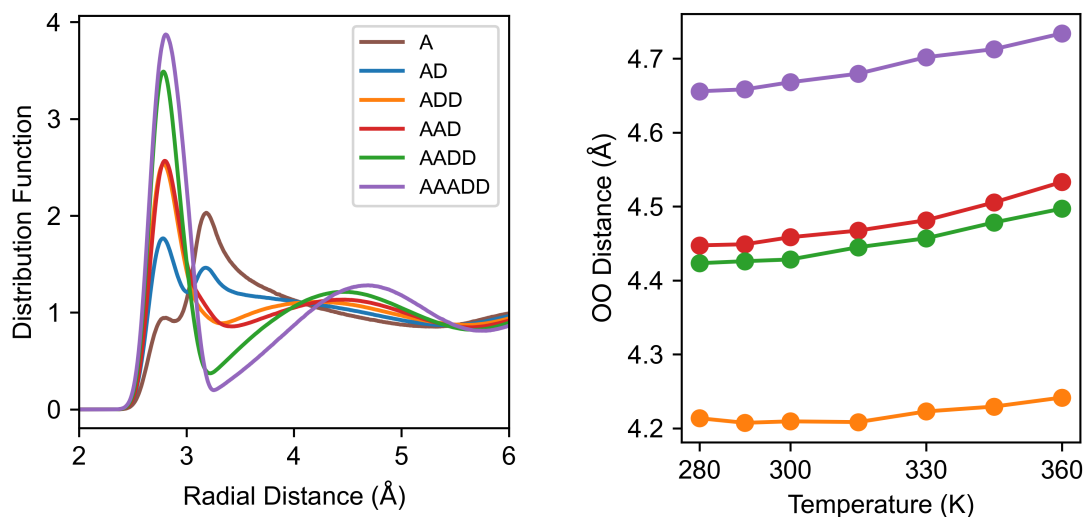 4
3
2
1
0
2
3
4
5
6
Distribution Function
Radial Distance (Å)
A
AD
ADD
AAD
AADD
AAADD
4.7
4.6
4.5
4.4
4.3
4.2
280
300
330
360
OO Distance (Å)
Temperature (K)